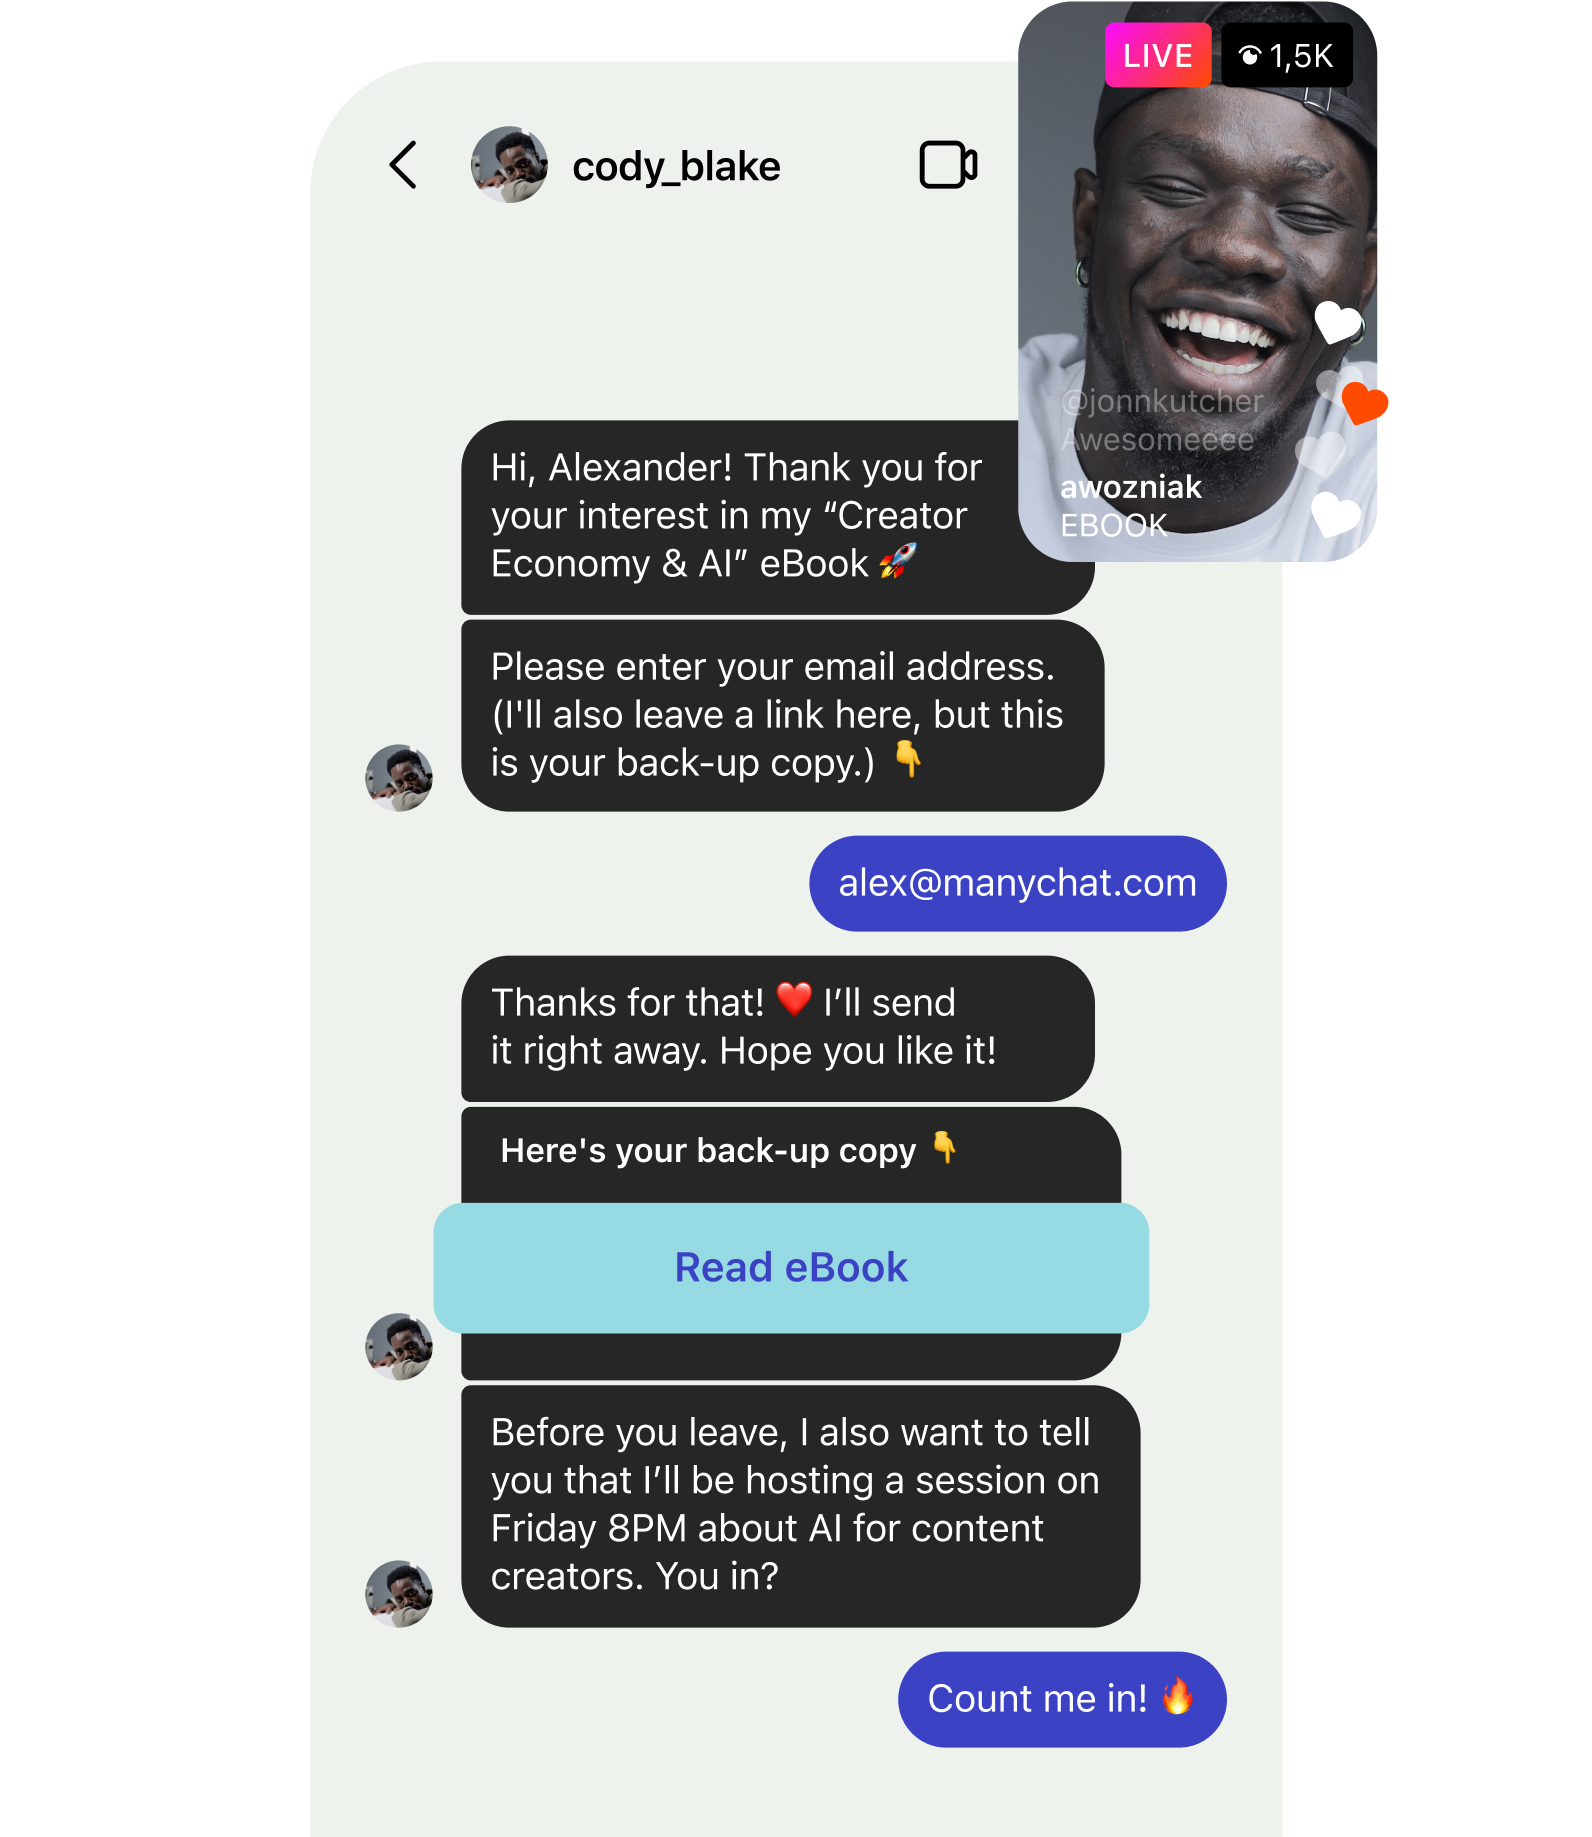 LIVE
1,5K
cody_blake
@jonnkutcher
Awesomeeee
awozniak
EBOOK
Hi, Alexander! Thank you for
your interest in my “Creator
Economy & AI” eBook 🚀
Please enter your email address.
(I'll also leave a link here, but this
is your back-up copy.) 👇
alex@manychat.com
Thanks for that! ❤️ I’ll send
it right away. Hope you like it!
Here's your back-up copy 👇
Read eBook
Before you leave, I also want to tell
you that I’ll be hosting a session on
Friday 8PM about AI for content
creators. You in?
Count me in! 🔥